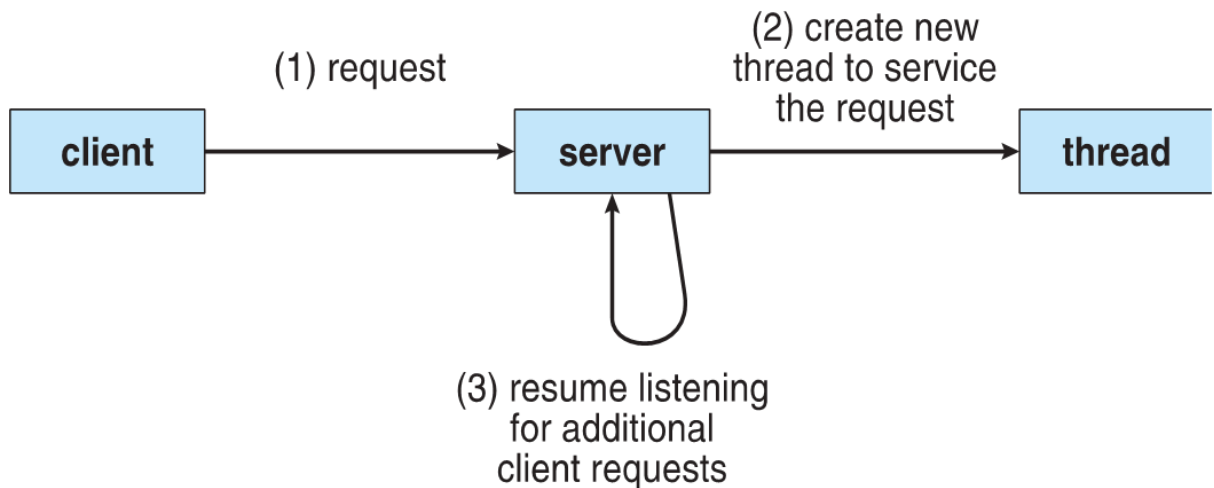 (1) request
(2) create new
thread to service
the request
client
server
thread
(3) resume listening
for additional
client requests